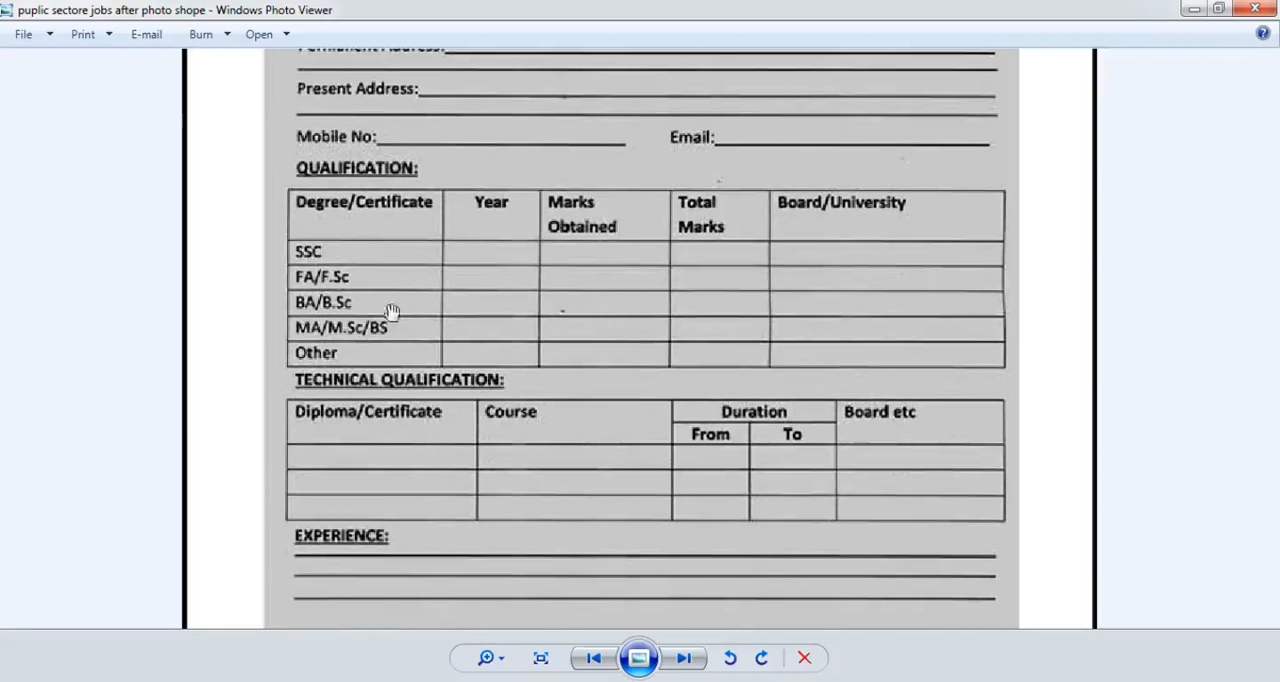 puplic sectore jobs after photo shope - Windows Photo Viewer
File Print E-mail Burn Open
Permanent Address:
Present Address:
Mobile No: Email:
QUALIFICATION:
Degree/Certificate Year Marks Obtained Total Marks Board/University
SSC
FA/F.Sc
BA/B.Sc
MA/M.Sc/BS
Other
TECHNICAL QUALIFICATION:
Diploma/Certificate Course Duration Board etc
From To
EXPERIENCE: